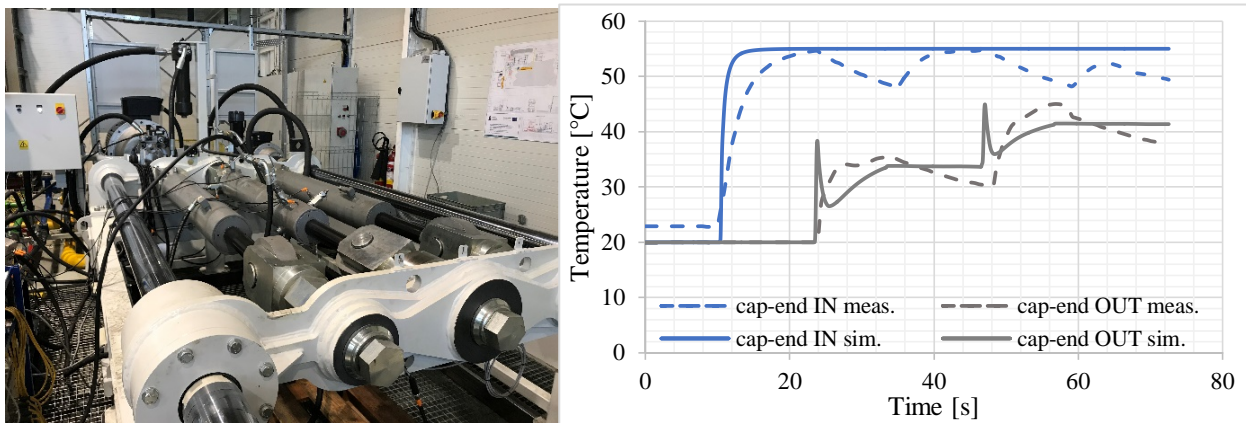 60
50
40
30
20
10
0
Temperature [°C]
cap-end IN meas.
cap-end OUT meas.
cap-end IN sim.
cap-end OUT sim.
0
20
40
60
80
Time [s]